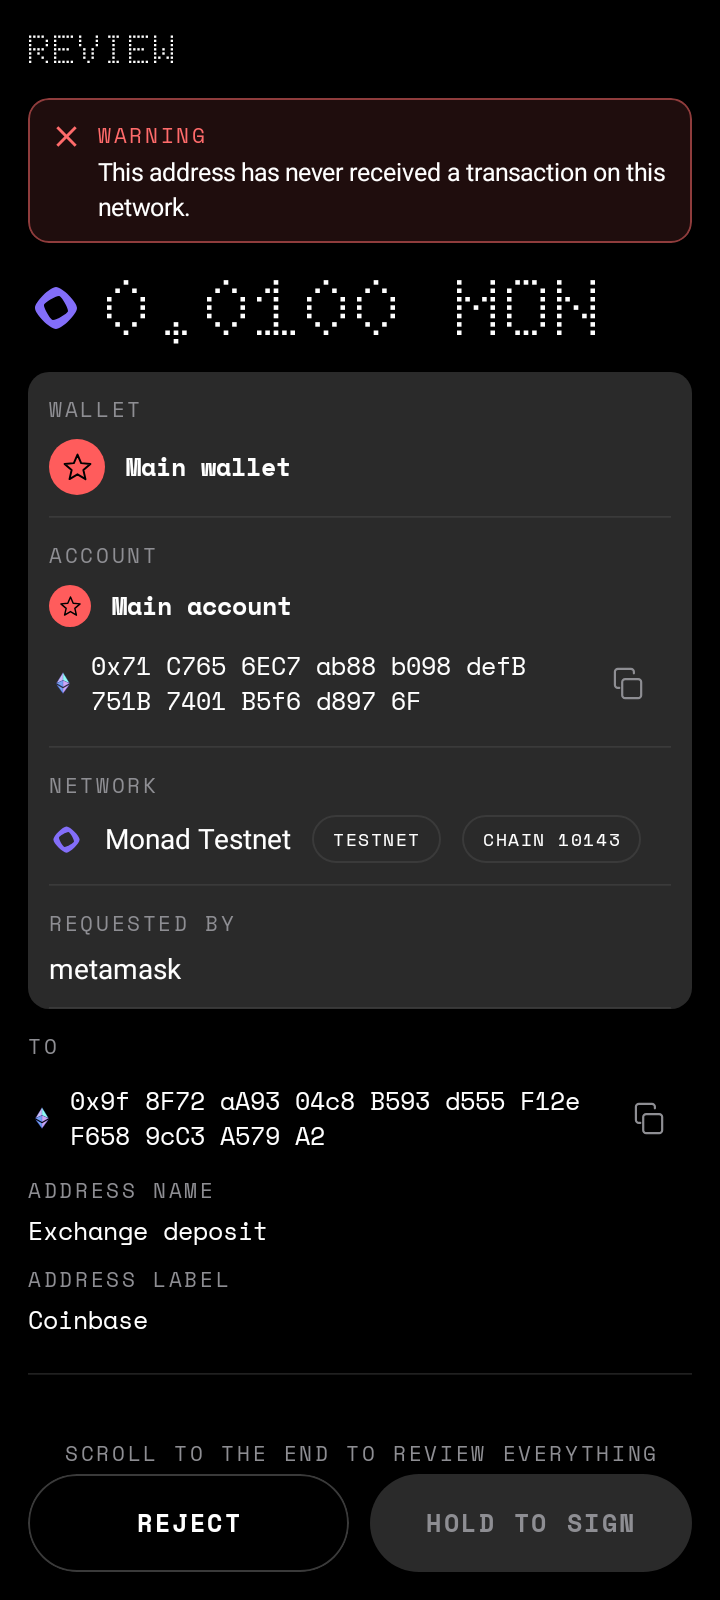 REVIEW
WARNING
This address has never received a transaction on this
network.
0.0100 MON
WALLET
Main wallet
ACCOUNT
Main account
0x71 C765 6EC7 ab88 b098 defB
751B 7401 B5f6 d897 6F
NETWORK
Monad Testnet TESTNET CHAIN 10143
REQUESTED BY
metamask
TO
0x9f 8F72 aA93 04c8 B593 d555 F12e
F658 9cC3 A579 A2
ADDRESS NAME
Exchange deposit
ADDRESS LABEL
Coinbase
SCROLL TO THE END TO REVIEW EVERYTHING
REJECT HOLD TO SIGN